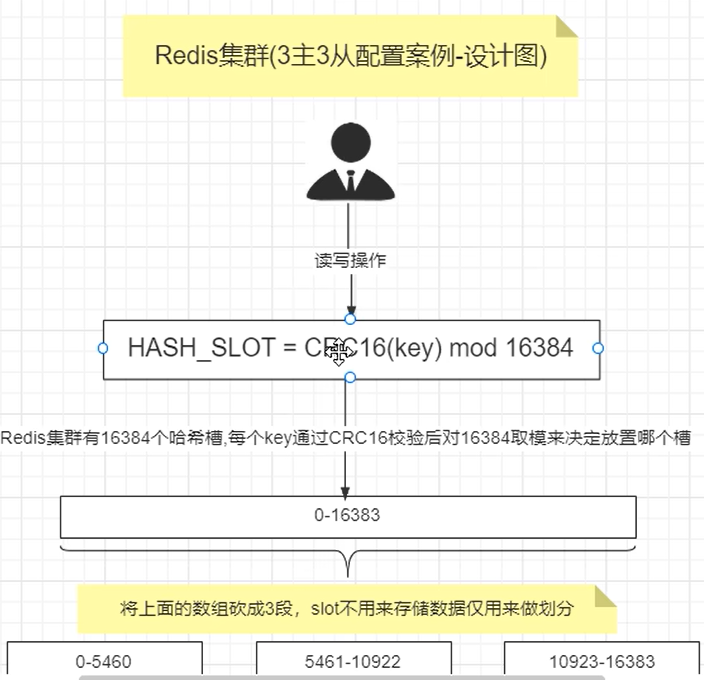 Redis集群(3主3从配置案例-设计图)
读写操作
HASH_SLOT = CRC16(key) mod 16384
Redis集群有16384个哈希槽,每个key通过CRC16校验后对16384取模来决定放置哪个槽
0-16383
将上面的数组砍成3段，slot不用来存储数据仅用来做划分
0-5460 5461-10922 10923-16383